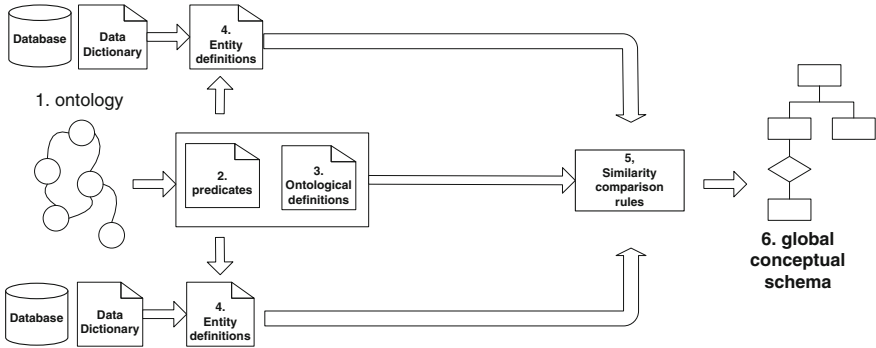 Database
Data
Dictionary
4.
Entity
definitions
1. ontology
2.
predicates
3.
Ontological
definitions
5,
Similarity
comparison
rules
6. global
conceptual
schema
Database
Data
Dictionary
4.
Entity
definitions